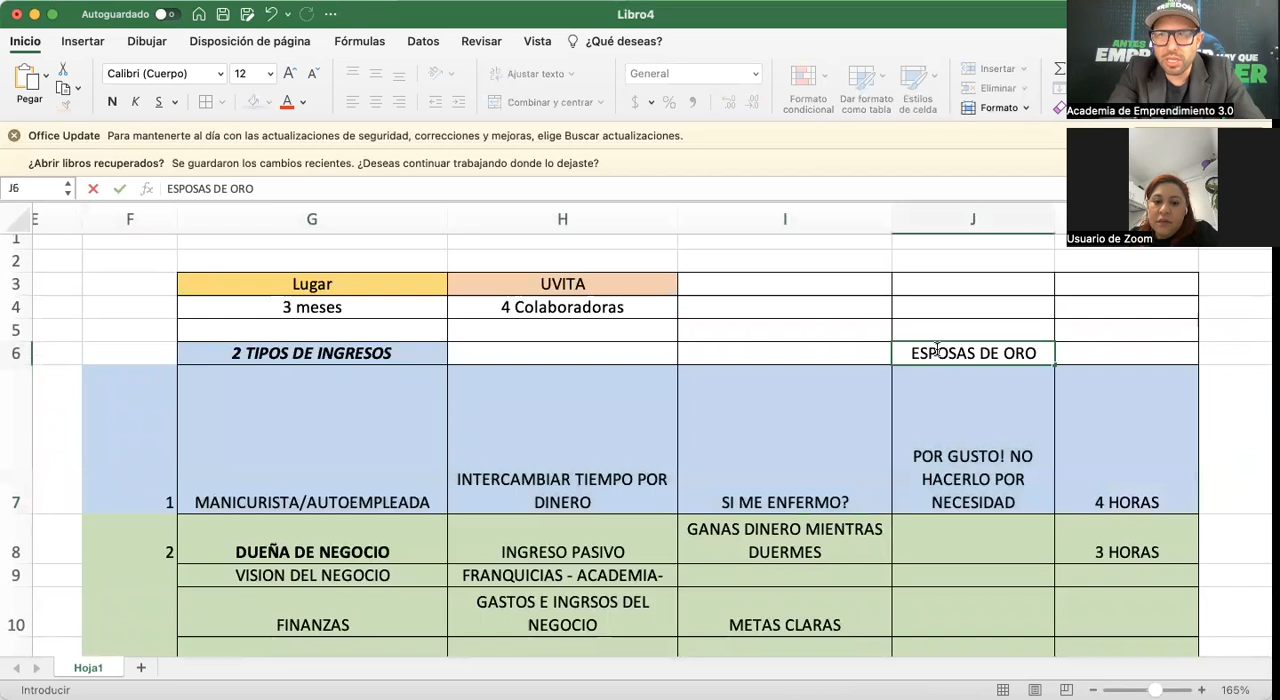 Autoguardado
Libro4
Inicio Insertar Dibujar Disposición de página Fórmulas Datos Revisar Vista ¿Qué deseas?
Pegar
Calibri (Cuerpo) 12 A A
N K S A
Ajustar texto
Combinar y centrar
General
$ % 
Formato condicional
Dar formato como tabla
Estilos de celda
Insertar
Eliminar
Formato
Academia de Emprendimiento 3.0
Usuario de Zoom
Office Update Para mantenerte al día con las actualizaciones de seguridad, correcciones y mejoras, elige Buscar actualizaciones.
¿Abrir libros recuperados? Se guardaron los cambios recientes. ¿Deseas continuar trabajando donde lo dejaste?
J6 fx ESPOSAS DE ORO
E F G H I J
1
2
3 Lugar UVITA
4 3 meses 4 Colaboradoras
5
6 2 TIPOS DE INGRESOS ESPOSAS DE ORO
7 1 MANICURISTA/AUTOEMPLEADA
INTERCAMBIAR TIEMPO POR
DINERO
SI ME ENFERMO?
POR GUSTO! NO
HACERLO POR
NECESIDAD
4 HORAS
8 2 DUEÑA DE NEGOCIO INGRESO PASIVO
GANAS DINERO MIENTRAS
DUERMES
3 HORAS
9 VISION DEL NEGOCIO FRANQUICIAS - ACADEMIA-
10 FINANZAS
GASTOS E INGRSOS DEL
NEGOCIO
METAS CLARAS
Hoja1
Introducir
165%